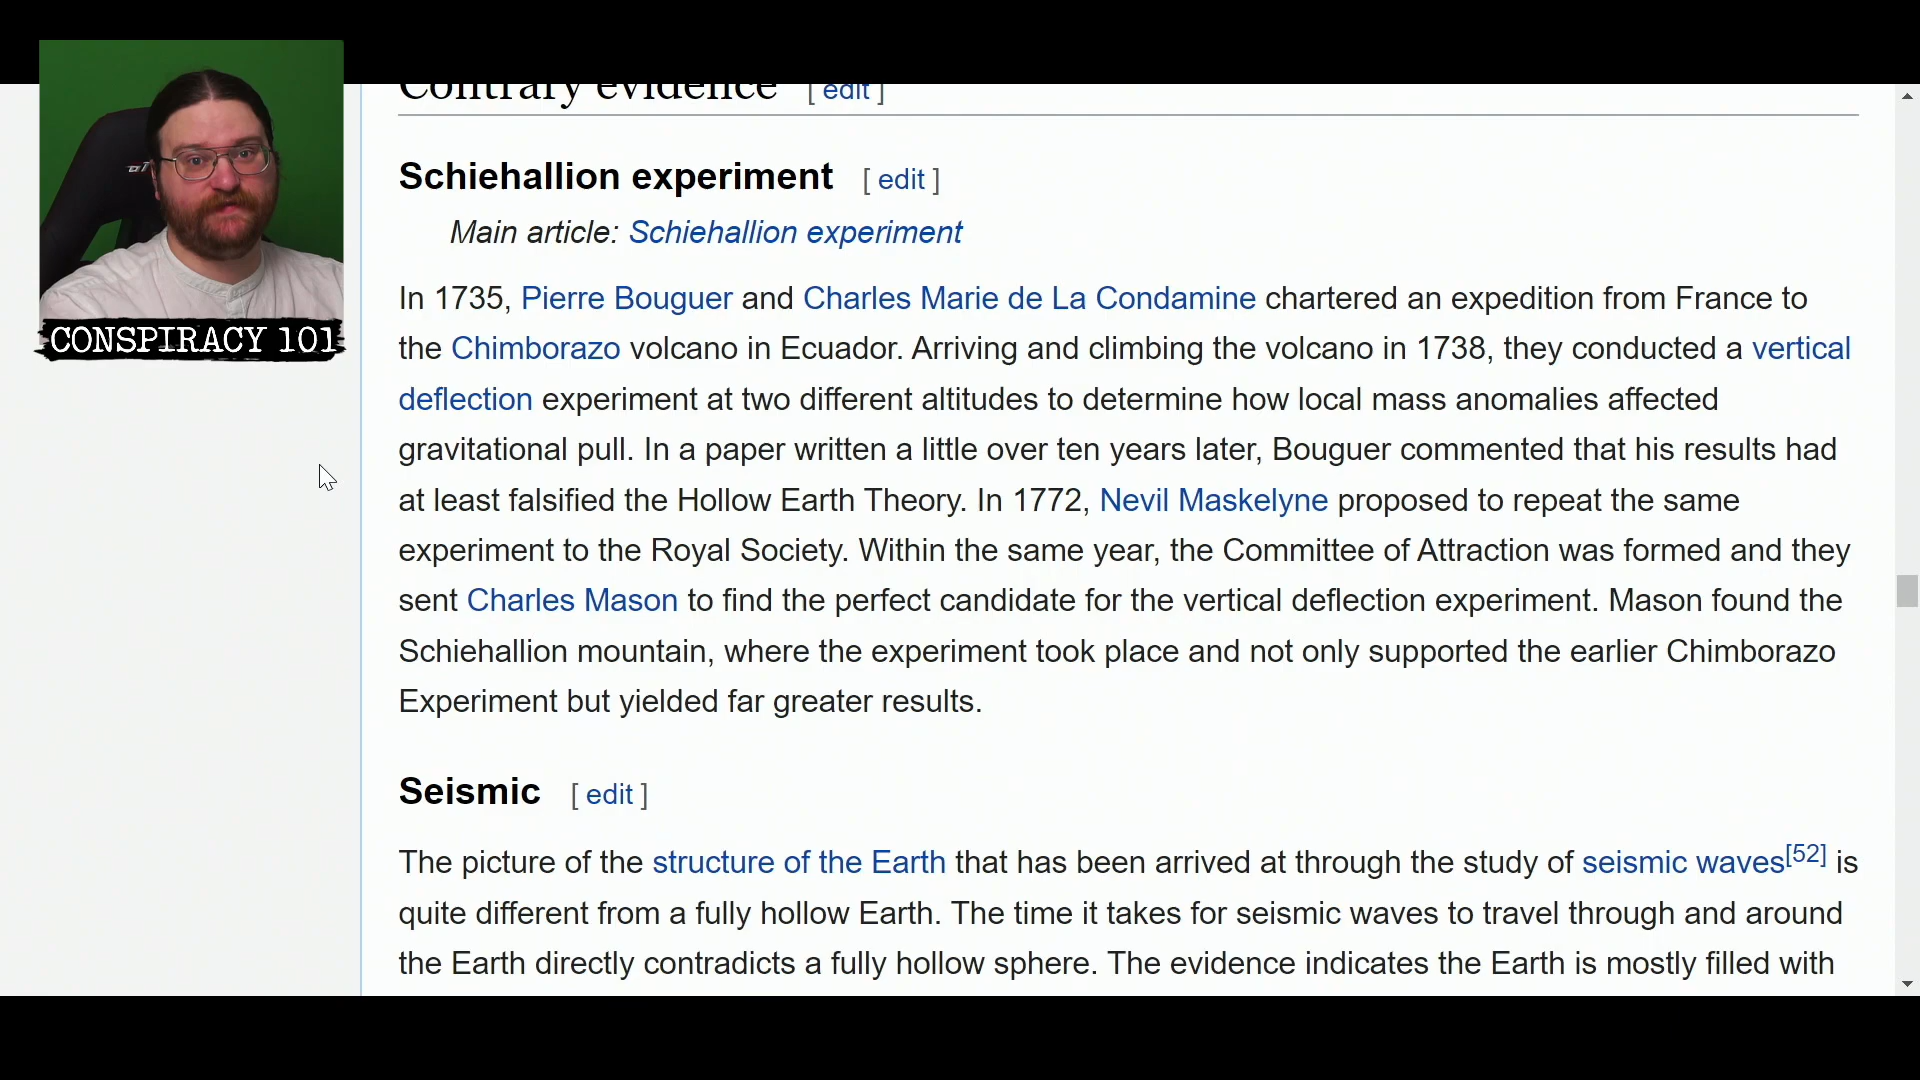 Contrary evidence [ edit ]
Schiehallion experiment [ edit ]
Main article: Schiehallion experiment
CONSPIRACY 101
In 1735, Pierre Bouguer and Charles Marie de La Condamine chartered an expedition from France to
the Chimborazo volcano in Ecuador. Arriving and climbing the volcano in 1738, they conducted a vertical
deflection experiment at two different altitudes to determine how local mass anomalies affected
gravitational pull. In a paper written a little over ten years later, Bouguer commented that his results had
at least falsified the Hollow Earth Theory. In 1772, Nevil Maskelyne proposed to repeat the same
experiment to the Royal Society. Within the same year, the Committee of Attraction was formed and they
sent Charles Mason to find the perfect candidate for the vertical deflection experiment. Mason found the
Schiehallion mountain, where the experiment took place and not only supported the earlier Chimborazo
Experiment but yielded far greater results.
Seismic [ edit ]
The picture of the structure of the Earth that has been arrived at through the study of seismic waves[52] is
quite different from a fully hollow Earth. The time it takes for seismic waves to travel through and around
the Earth directly contradicts a fully hollow sphere. The evidence indicates the Earth is mostly filled with